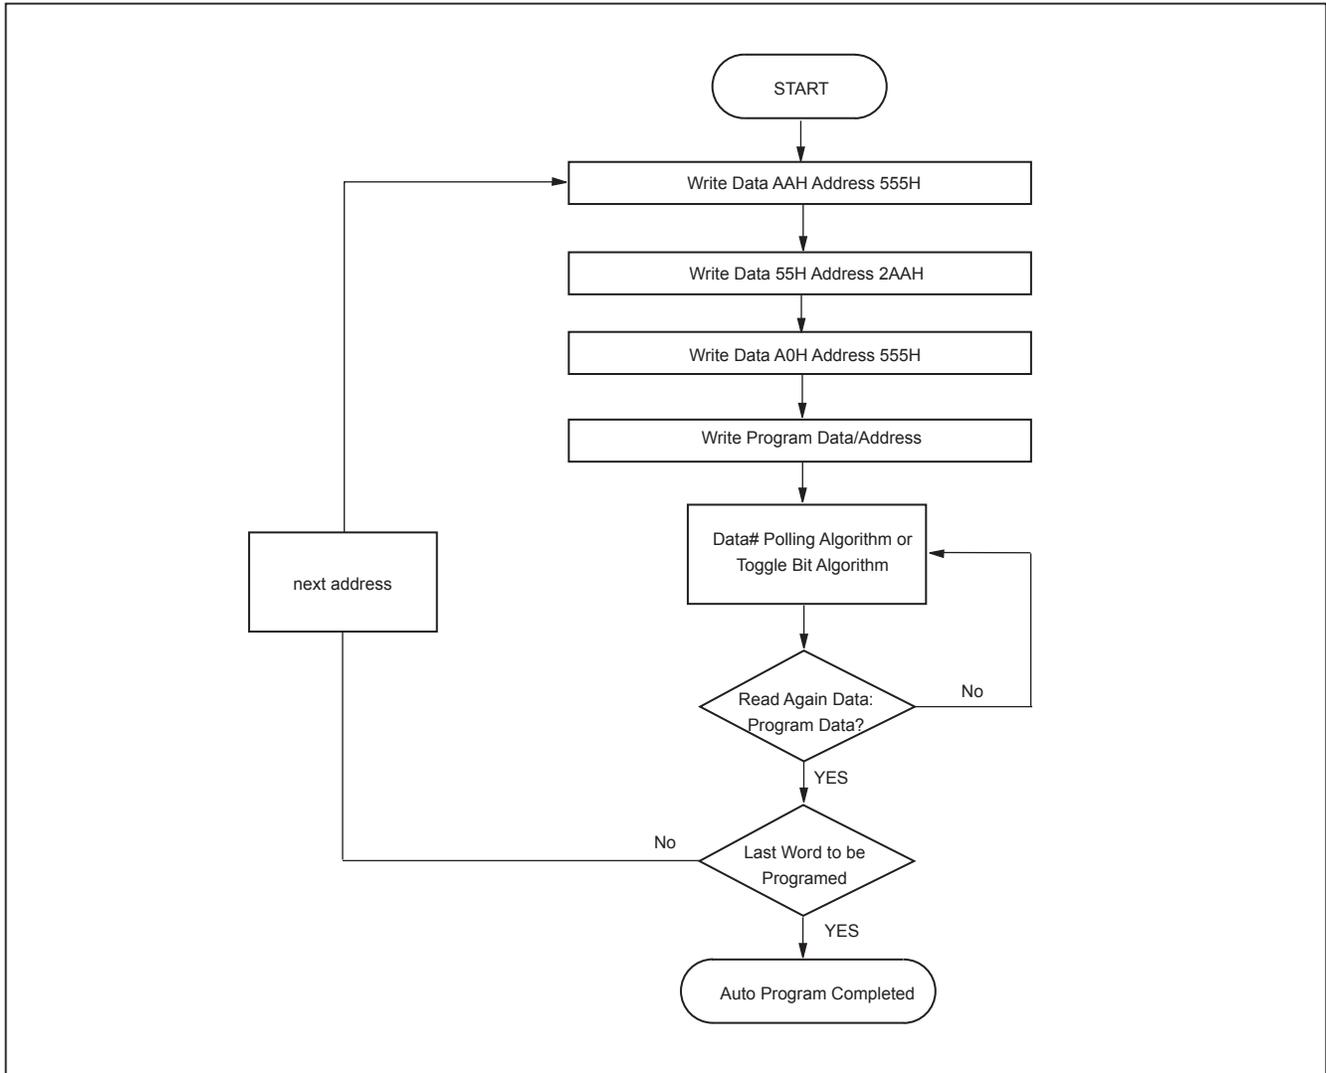 START
Write Data AAH Address 555H
Write Data 55H Address 2AAH
Write Data A0H Address 555H
Write Program Data/Address
Data# Polling Algorithm or
Toggle Bit Algorithm
next address
Read Again Data:
Program Data?
No
YES
No
Last Word to be
Programed
YES
Auto Program Completed